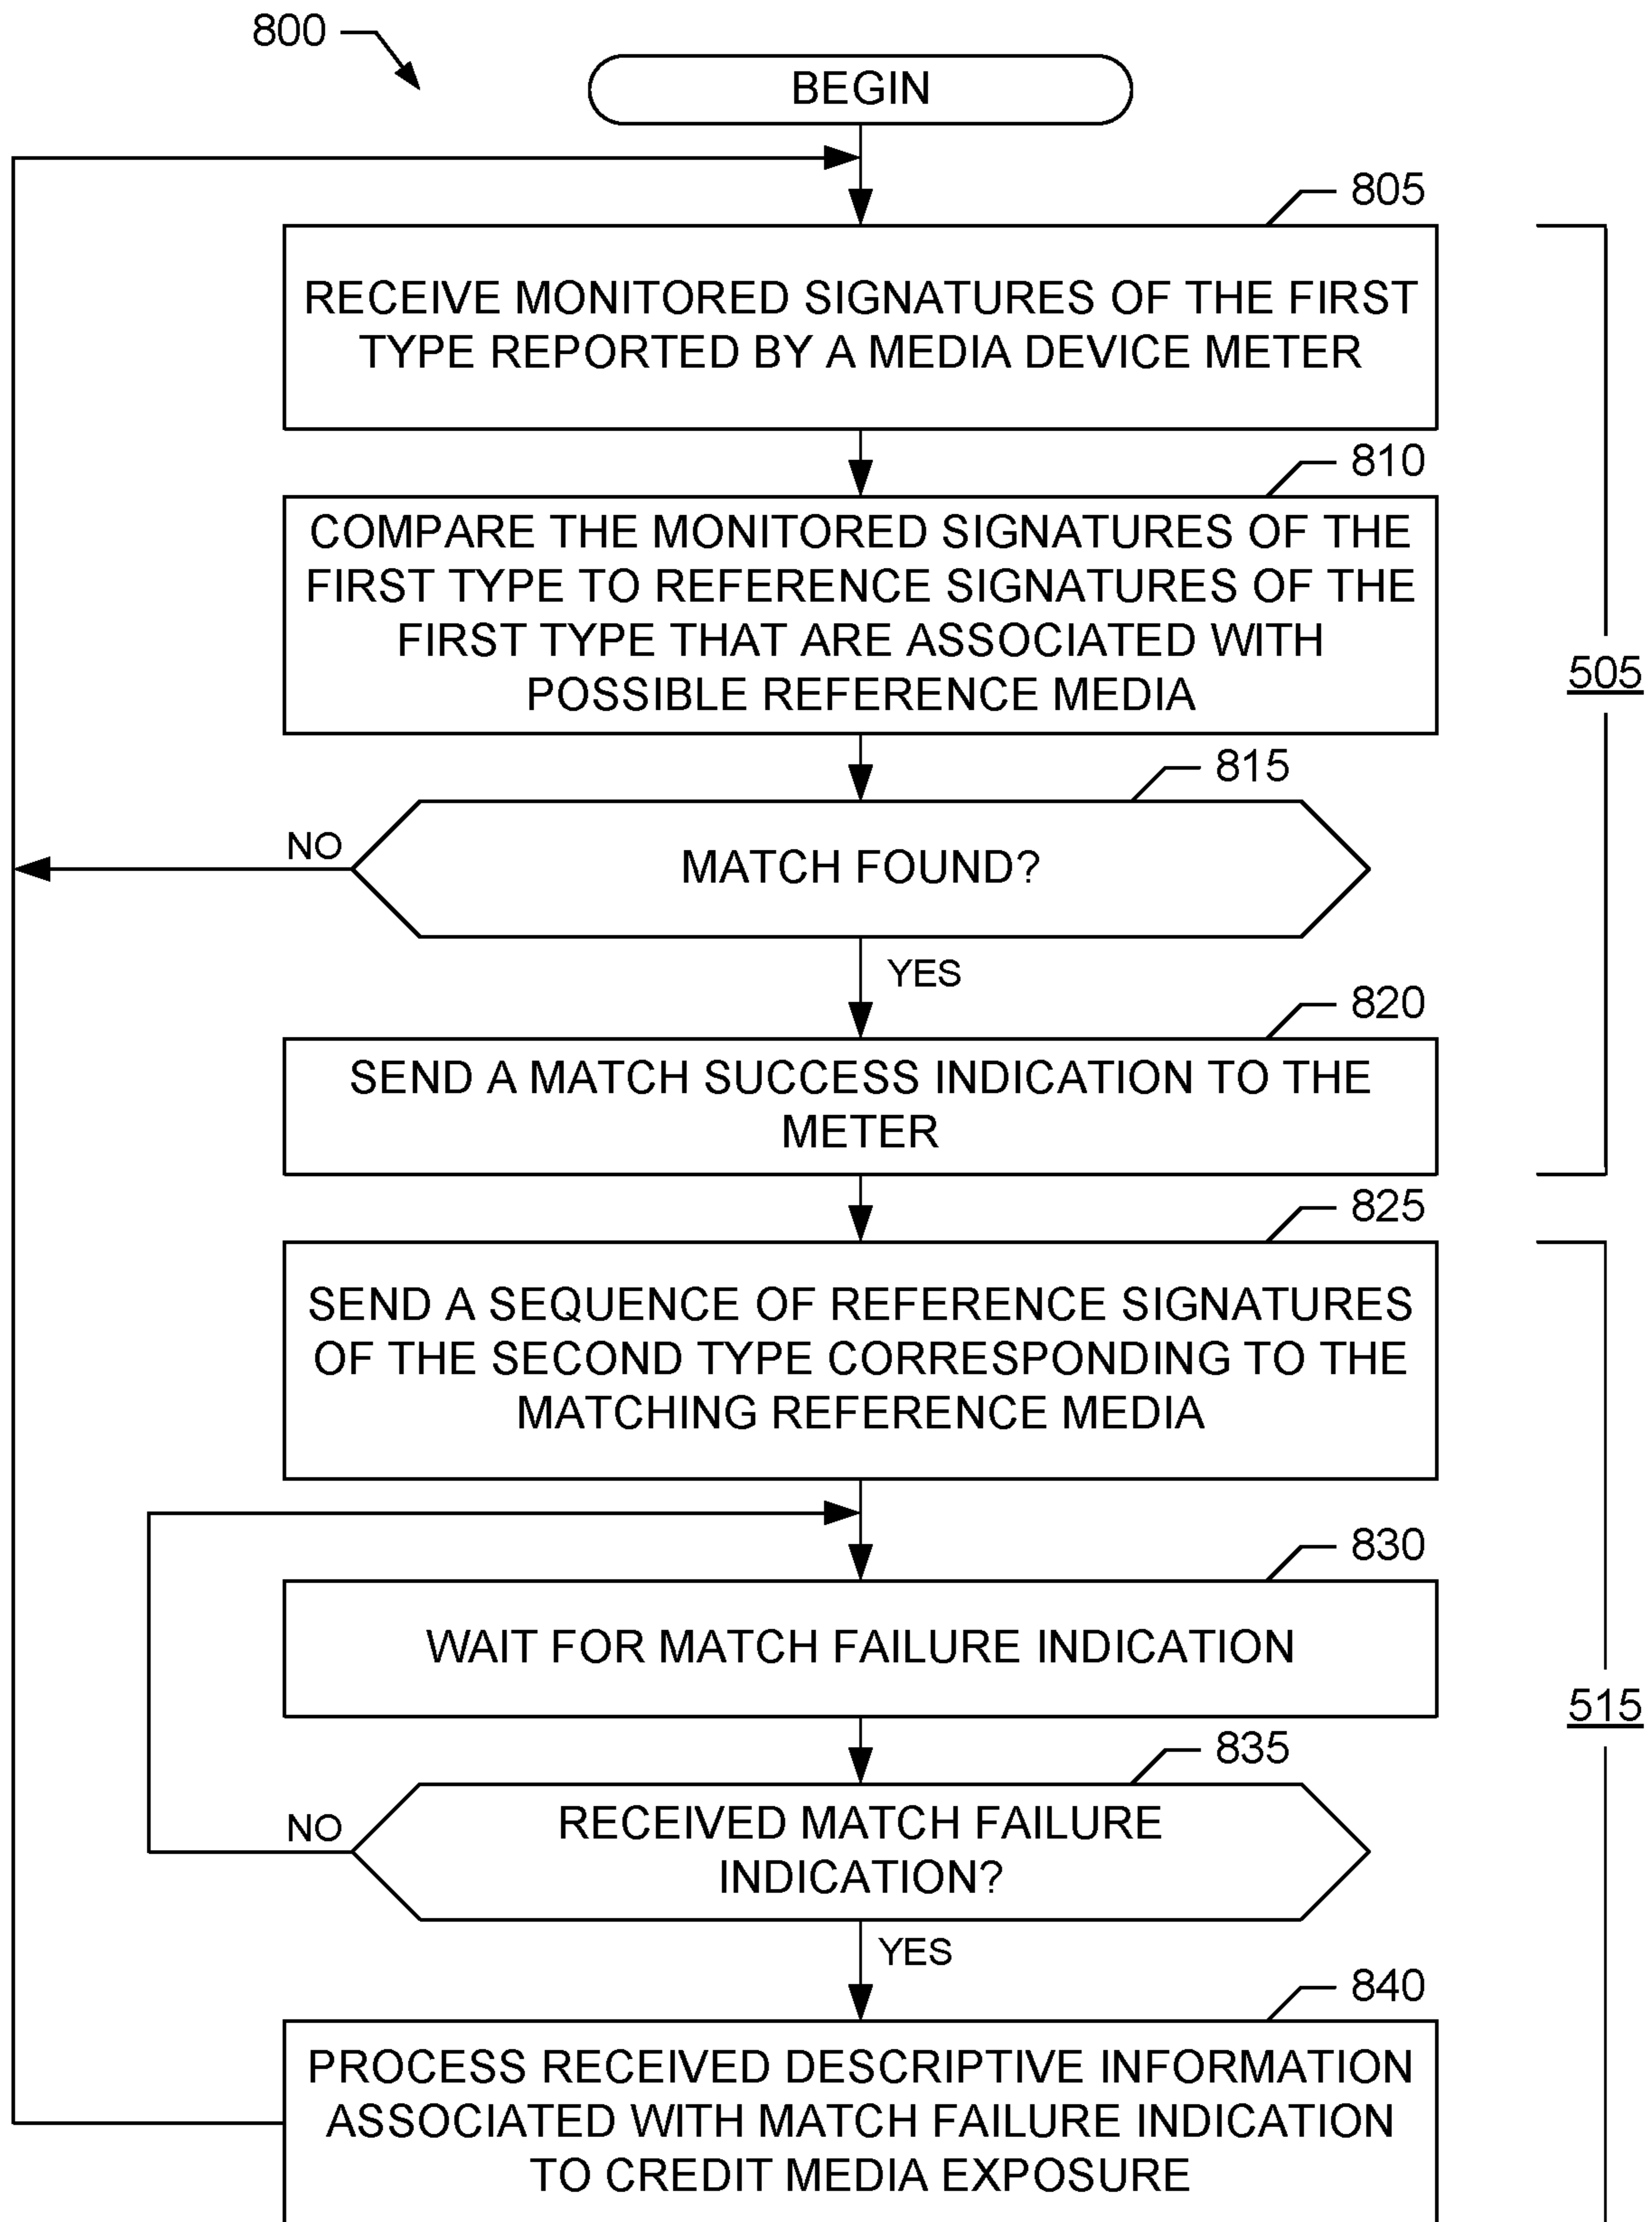 800
BEGIN
805
RECEIVE MONITORED SIGNATURES OF THE FIRST
TYPE REPORTED BY A MEDIA DEVICE METER
810
COMPARE THE MONITORED SIGNATURES OF THE
FIRST TYPE TO REFERENCE SIGNATURES OF THE
FIRST TYPE THAT ARE ASSOCIATED WITH
POSSIBLE REFERENCE MEDIA
505
815
NO
MATCH FOUND?
YES
820
SEND A MATCH SUCCESS INDICATION TO THE
METER
825
SEND A SEQUENCE OF REFERENCE SIGNATURES
OF THE SECOND TYPE CORRESPONDING TO THE
MATCHING REFERENCE MEDIA
830
WAIT FOR MATCH FAILURE INDICATION
515
835
NO
RECEIVED MATCH FAILURE
INDICATION?
YES
840
PROCESS RECEIVED DESCRIPTIVE INFORMATION
ASSOCIATED WITH MATCH FAILURE INDICATION
TO CREDIT MEDIA EXPOSURE